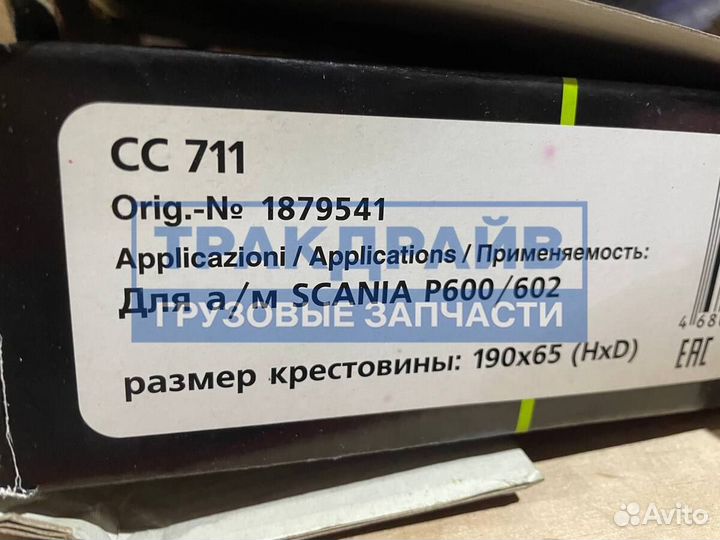 CC 711
Orig.-№ 1879541
ТРАКДРАЙВ
Applicazioni / Applications / Применяемость:
Для а/м SCANIA P600/602
ГРУЗОВЫЕ ЗАПЧАСТИ
468
EAC
размер крестовины: 190x65 (HxD)
Avito